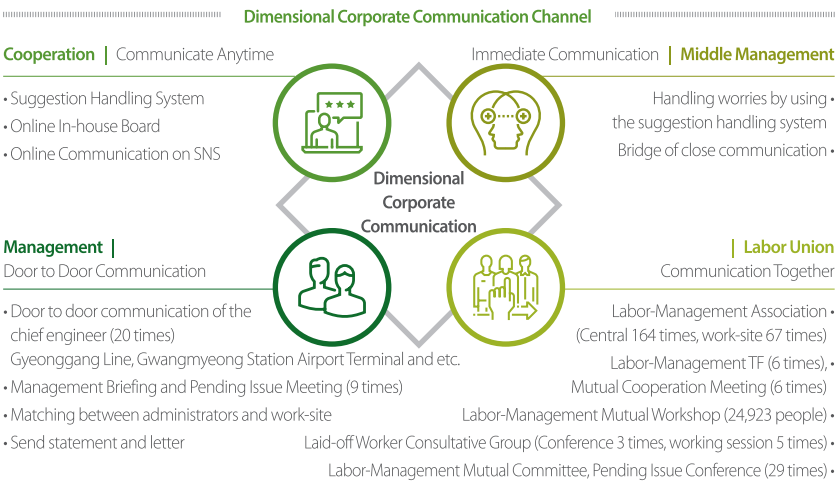 Dimensional Corporate Communication Channel
Cooperation | Communicate Anytime
• Suggestion Handling System
• Online In-house Board
• Online Communication on SNS
Immediate Communication | Middle Management
Handling worries by using •
the suggestion handling system
Bridge of close communication •
Dimensional
Corporate
Communication
Management |
Door to Door Communication
• Door to door communication of the
chief engineer (20 times)
Gyeonggang Line, Gwangmyeong Station Airport Terminal and etc.
• Management Briefing and Pending Issue Meeting (9 times)
• Matching between administrators and work-site
• Send statement and letter
| Labor Union
Communication Together
Labor-Management Association •
(Central 164 times, work-site 67 times)
Labor-Management TF (6 times), •
Mutual Cooperation Meeting (6 times)
Labor-Management Mutual Workshop (24,923 people) •
Laid-off Worker Consultative Group (Conference 3 times, working session 5 times) •
Labor-Management Mutual Committee, Pending Issue Conference (29 times) •